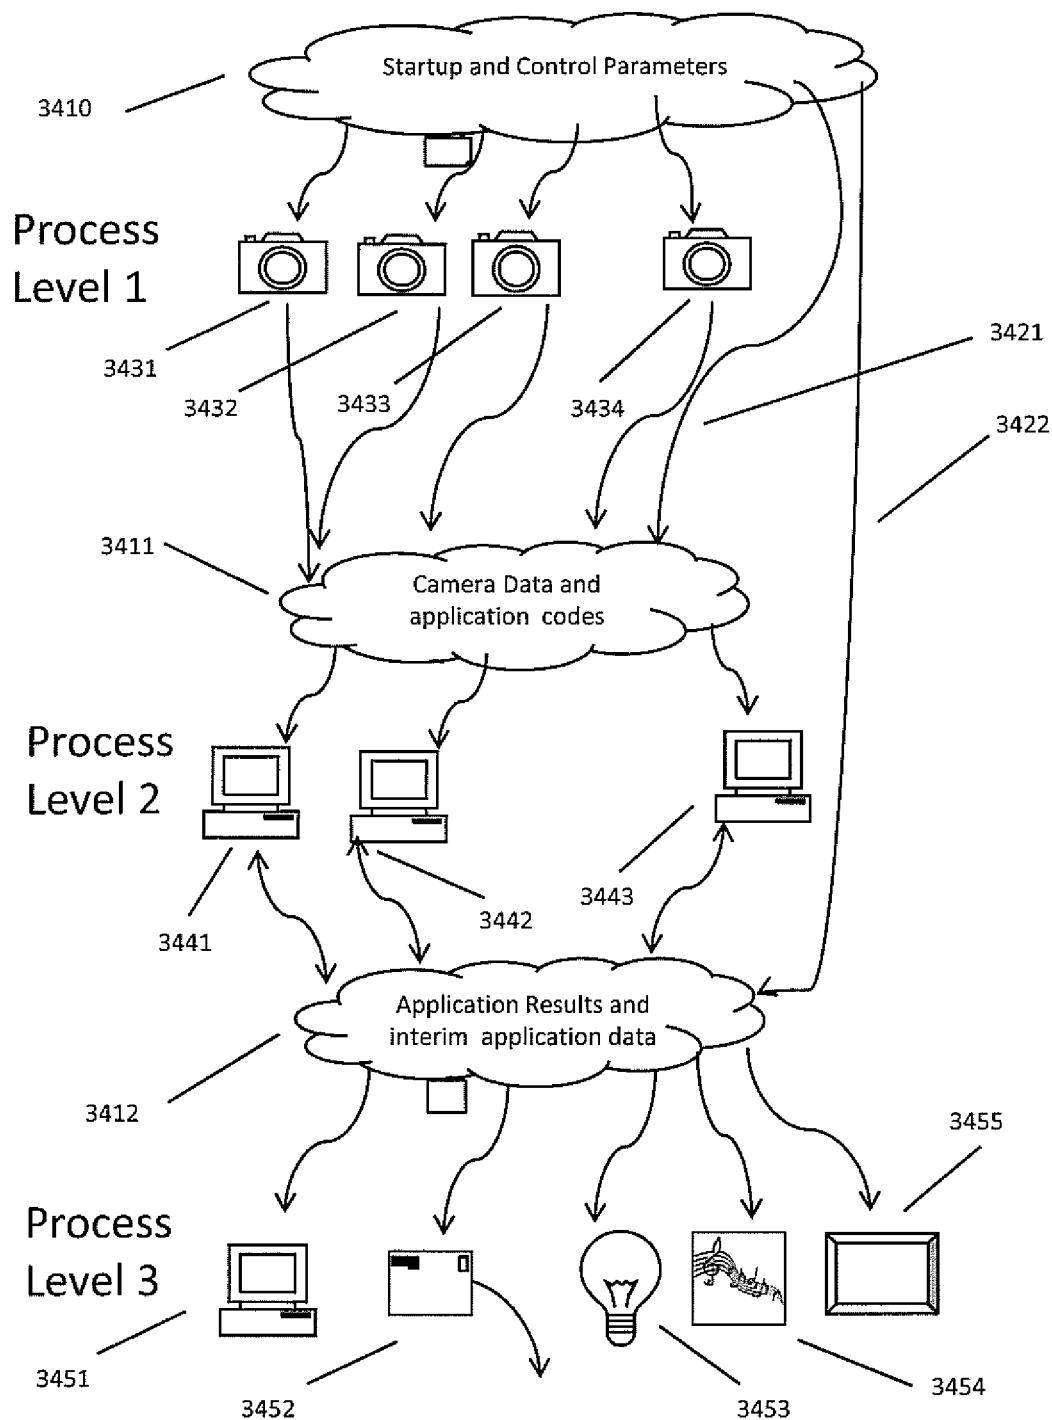 Startup and Control Parameters
3410
Process
Level 1
3431
3432
3433
3434
3421
3422
3411
Camera Data and
application codes
Process
Level 2
3441
3442
3443
Application Results and
interim application data
3412
3455
Process
Level 3
3451
3452
3453
3454